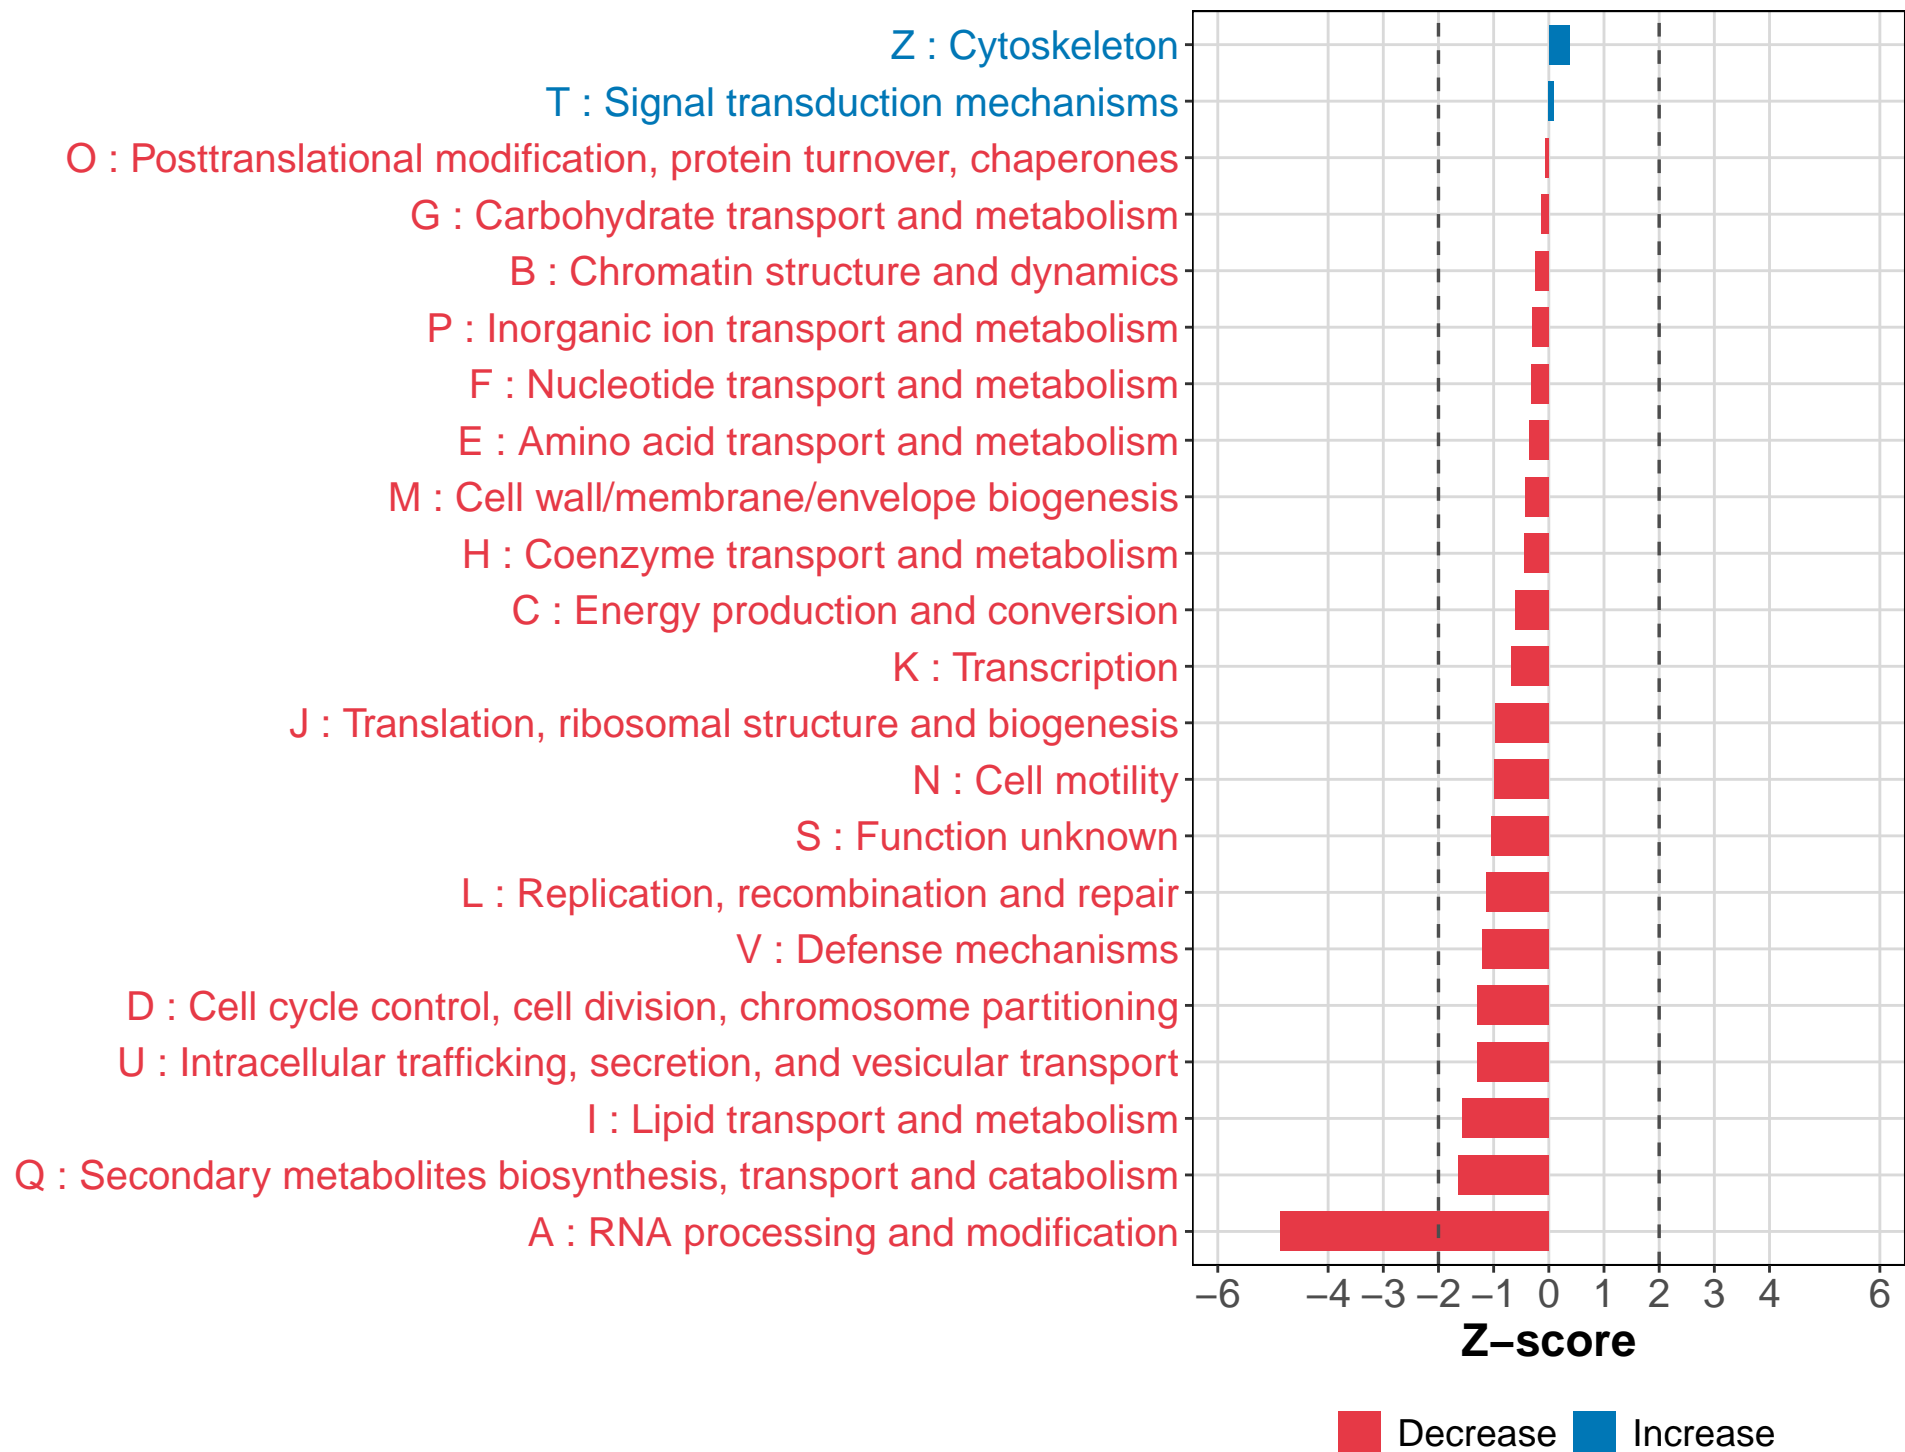 Z : Cytoskeleton
T : Signal transduction mechanisms
O : Posttranslational modification, protein turnover, chaperones
G : Carbohydrate transport and metabolism
B : Chromatin structure and dynamics
P : Inorganic ion transport and metabolism
F : Nucleotide transport and metabolism
E : Amino acid transport and metabolism
M : Cell wall/membrane/envelope biogenesis
H : Coenzyme transport and metabolism
C : Energy production and conversion
K : Transcription
J : Translation, ribosomal structure and biogenesis
N : Cell motility
S : Function unknown
L : Replication, recombination and repair
V : Defense mechanisms
D : Cell cycle control, cell division, chromosome partitioning
U : Intracellular trafficking, secretion, and vesicular transport
I : Lipid transport and metabolism
Q : Secondary metabolites biosynthesis, transport and catabolism
A : RNA processing and modification
−6 −4 −3 −2 −1 0 1 2 3 4 6
Z−score
Decrease Increase